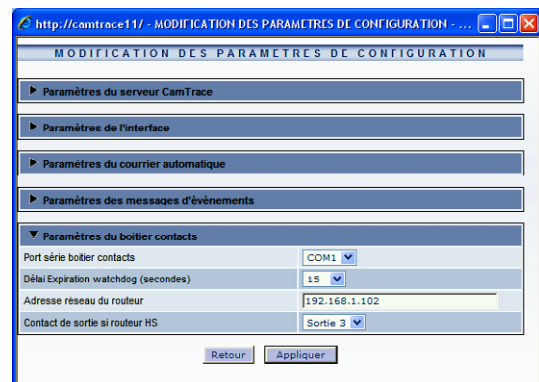 http://camtrace11/ - MODIFICATION DES PARAMETRES DE CONFIGURATION - ...
MODIFICATION DES PARAMETRES DE CONFIGURATION
Paramètres du serveur CamTrace
Paramètres de l'interface
Paramètres du courrier automatique
Paramètres des messages d'événements
Paramètres du boitier contacts
Port série boitier contacts COM1
Délai Expiration watchdog (secondes) 15
Adresse réseau du routeur 192.168.1.102
Contact de sortie si routeur HS Sortie 3
Retour Appliquer